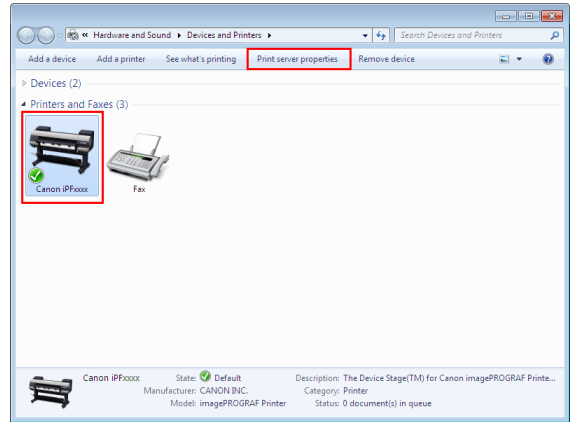 « Hardware and Sound ▸ Devices and Printers ▸ Search Devices and Printers
Add a device Add a printer See what's printing Print server properties Remove device
Devices (2)
Printers and Faxes (3)
Canon iPFxxxx Fax
Canon iPFxxxx State: Default Description: The Device Stage(TM) for Canon imagePROGRAF Printe...
Manufacturer: CANON INC. Category: Printer
Model: imagePROGRAF Printer Status: 0 document(s) in queue